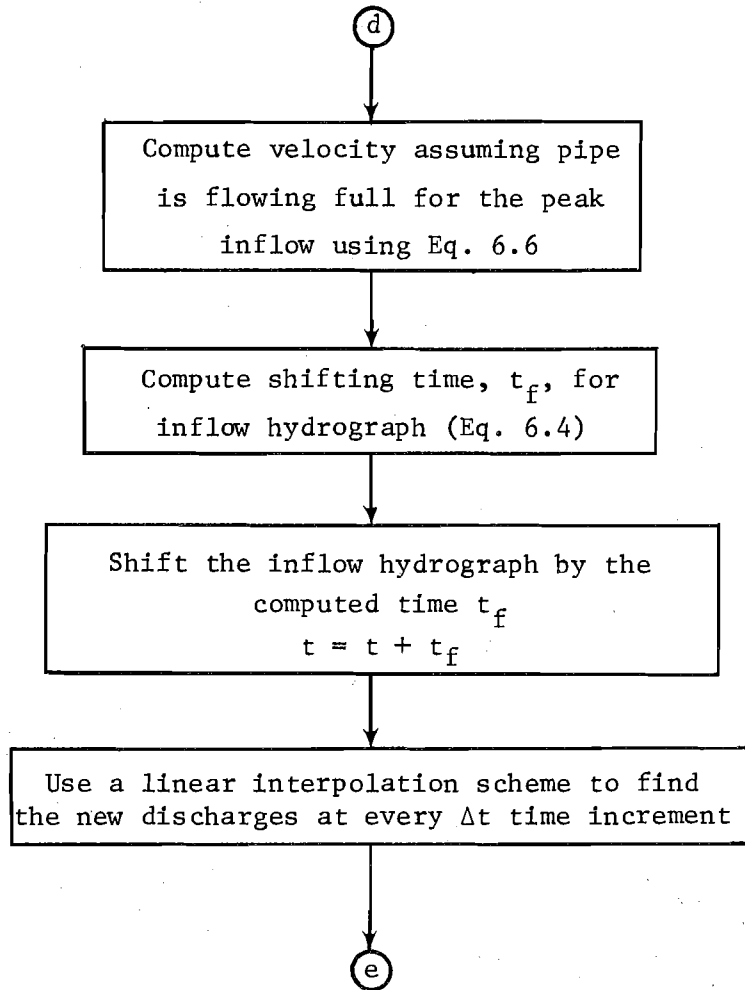 d
Compute velocity assuming pipe
is flowing full for the peak
inflow using Eq. 6.6
Compute shifting time, t_f, for
inflow hydrograph (Eq. 6.4)
Shift the inflow hydrograph by the
computed time t_f
t = t + t_f
Use a linear interpolation scheme to find
the new discharges at every Δt time increment
e